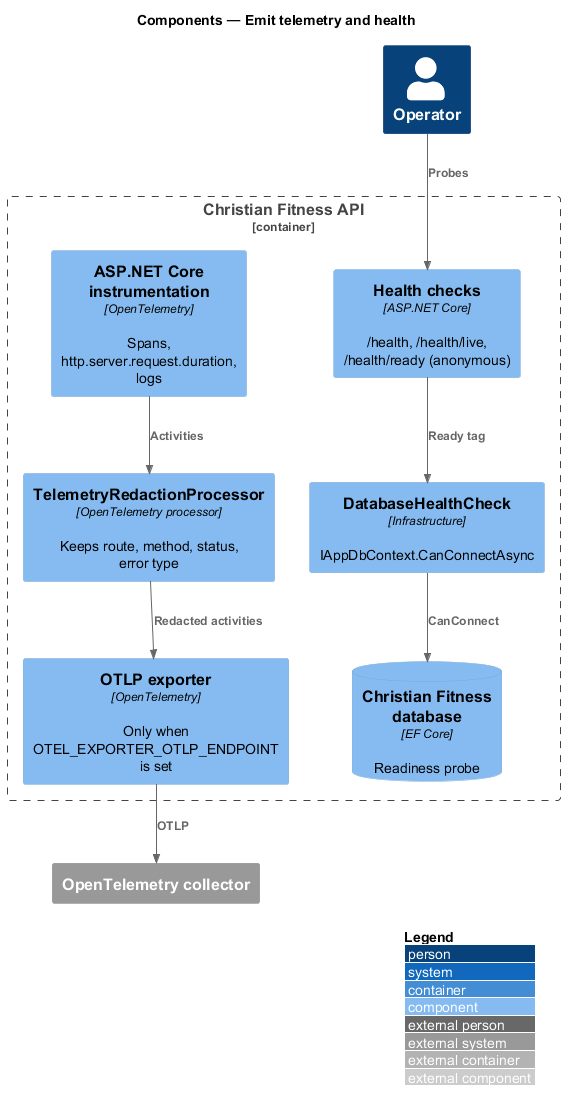 Components — Emit telemetry and health
Operator
Probes
Christian Fitness API
[container]
ASP.NET Core
instrumentation
[OpenTelemetry]
Spans,
http.server.request.duration,
logs
Health checks
[ASP.NET Core]
/health, /health/live,
/health/ready (anonymous)
Activities
Ready tag
TelemetryRedactionProcessor
[OpenTelemetry processor]
Keeps route, method, status,
error type
DatabaseHealthCheck
[Infrastructure]
IAppDbContext.CanConnectAsync
Redacted activities
CanConnect
OTLP exporter
[OpenTelemetry]
Only when
OTEL_EXPORTER_OTLP_ENDPOINT
is set
Christian Fitness
database
[EF Core]
Readiness probe
OTLP
OpenTelemetry collector
Legend
person
system
container
component
external person
external system
external container
external component